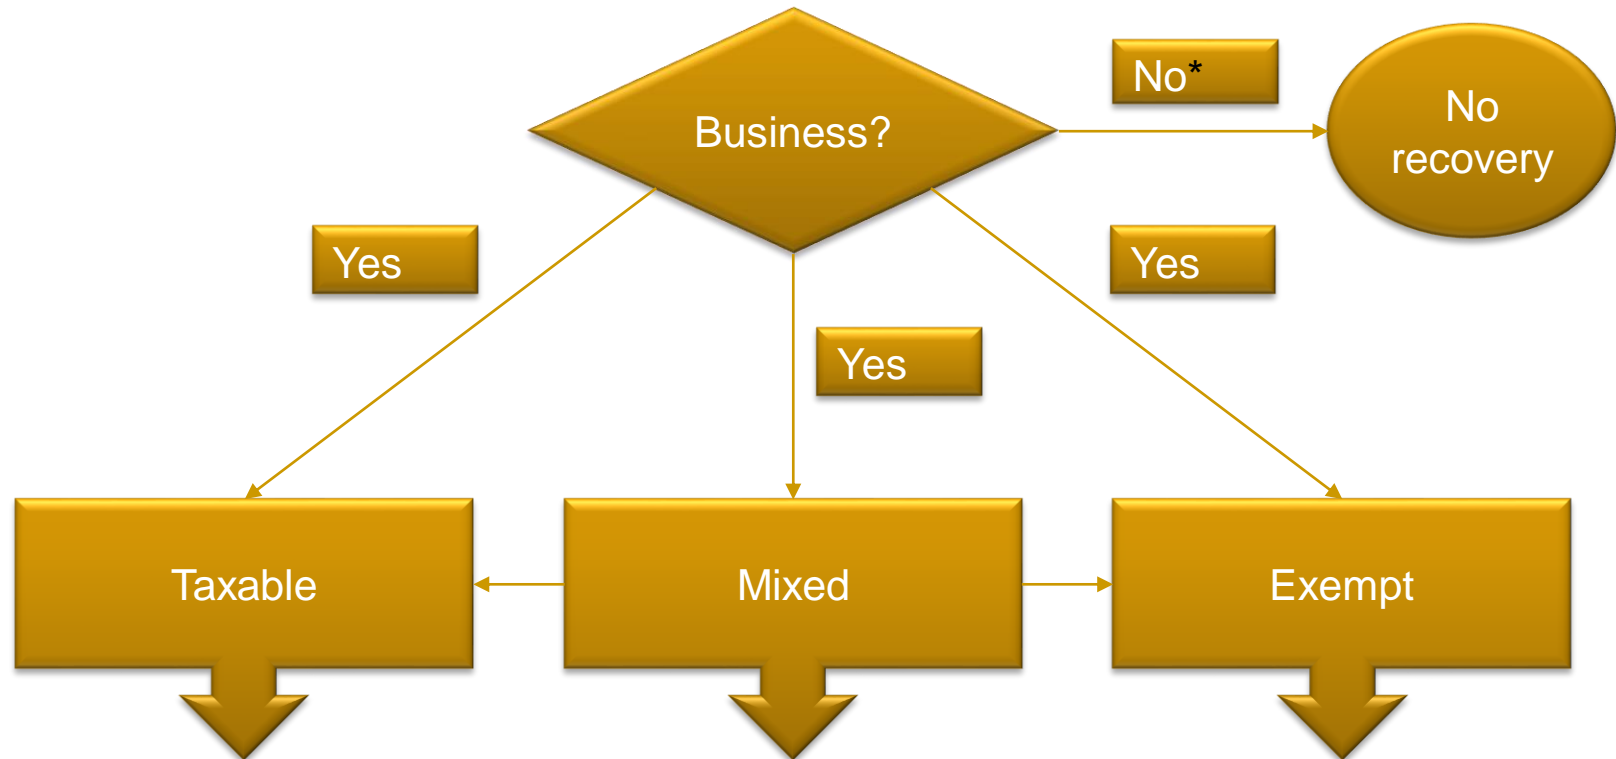 Business?
No*
No
recovery
Yes
Yes
Yes
Taxable
Mixed
Exempt